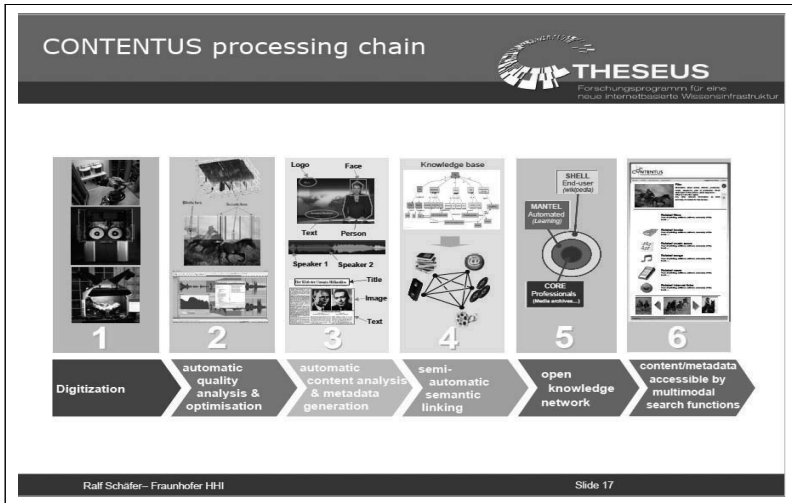 CONTENTUS processing chain
THESEUS
Forschungsprogramm für eine
neue internetbasierte Wissensinfrastruktur
Logo
Face
Text
Person
Speaker 1
Speaker 2
Title
Image
Text
Knowledge base
SHELL
End-user
(wikipedia)
MANTEL
Automated
(Learning)
CORE
Professionals
(Media archives...)
CONTENTUS
1
2
3
4
5
6
Digitization
automatic
quality
analysis &
optimisation
automatic
content analysis
& metadata
generation
semi-
automatic
semantic
linking
open
knowledge
network
content/metadata
accessible by
multimodal
search functions
Ralf Schäfer– Fraunhofer HHI
Slide 17